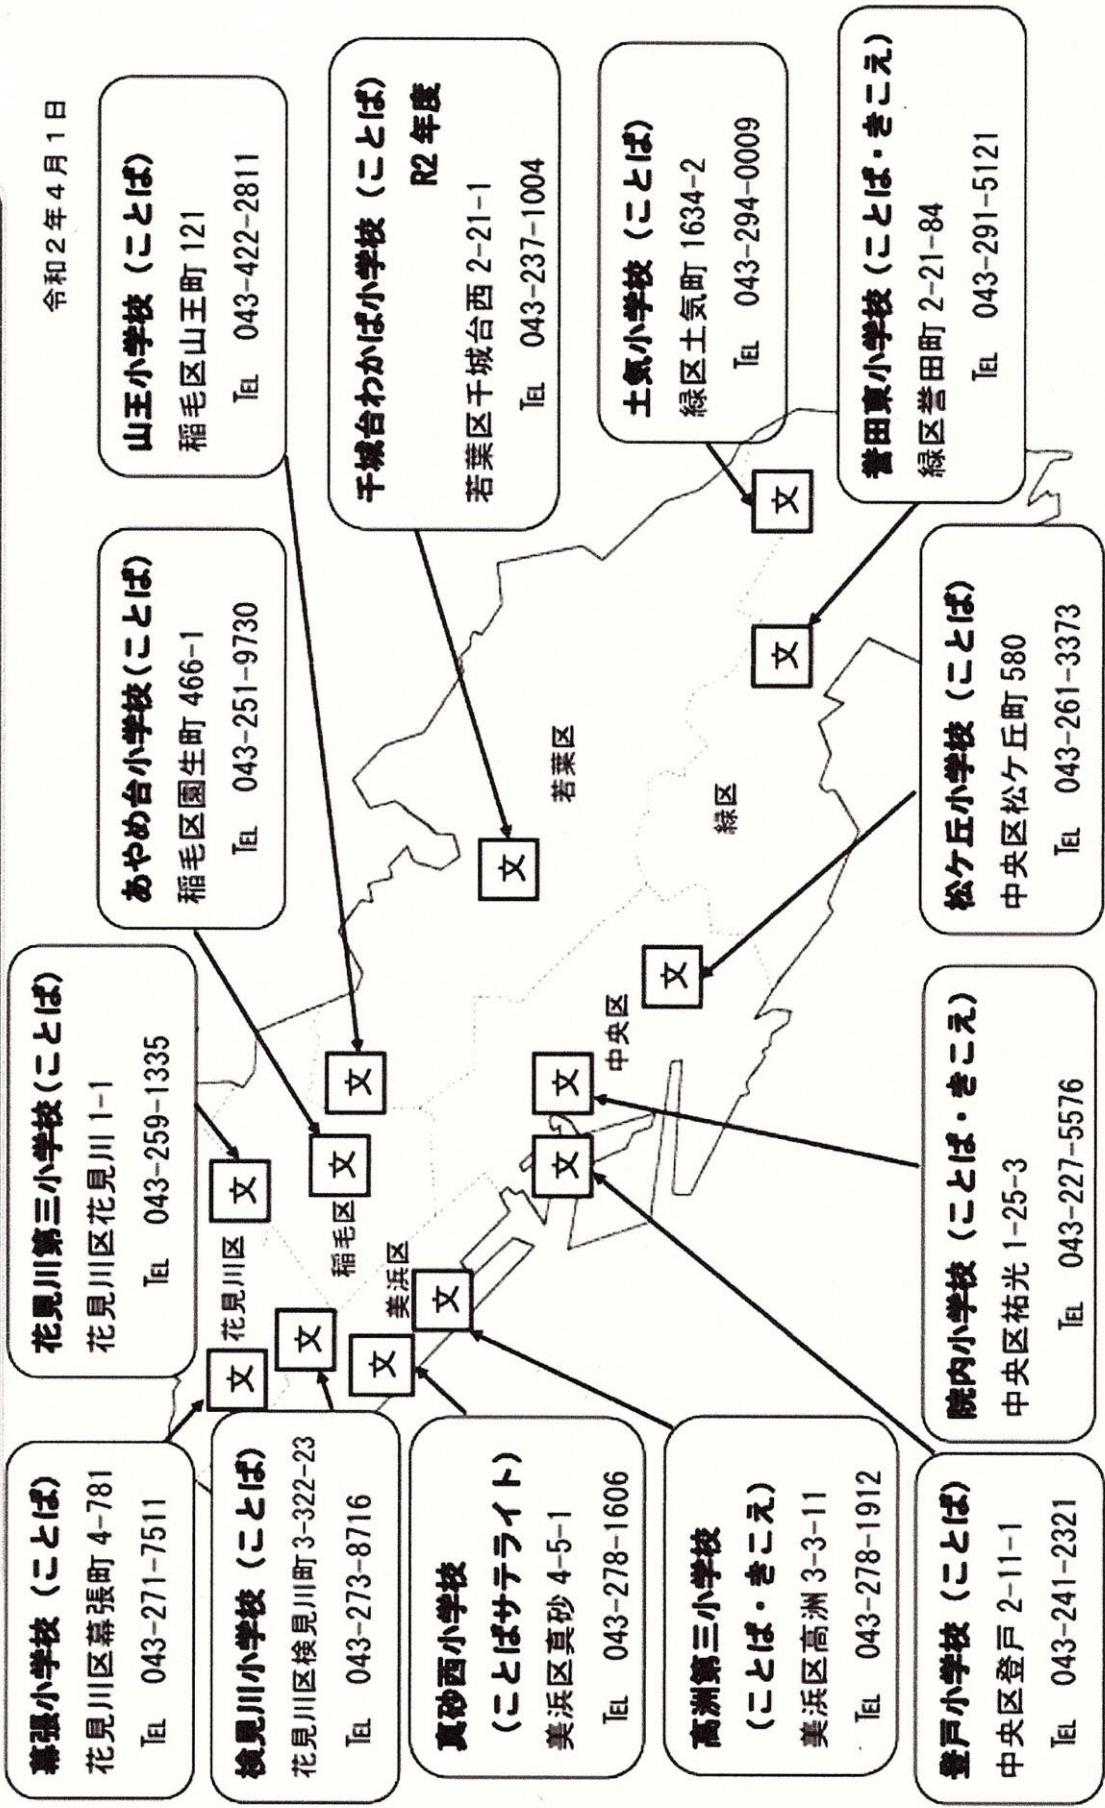 令和２年４月１日
幕張小学校（ことば）
花見川区幕張町 4-781
TEL 043-271-7511
花見川第三小学校（ことば）
花見川区花見川 1-1
TEL 043-259-1335
あやめ台小学校（ことば）
稲毛区園生町 466-1
TEL 043-251-9730
山王小学校（ことば）
稲毛区山王町 121
TEL 043-422-2811
検見川小学校（ことば）
花見川区検見川町 3-322-23
TEL 043-273-8716
千城台わかば小学校（ことば）
R2 年度
若葉区千城台西 2-21-1
TEL 043-237-1004
真砂西小学校
（ことばサテライト）
美浜区真砂 4-5-1
TEL 043-278-1606
土気小学校（ことば）
緑区土気町 1634-2
TEL 043-294-0009
高洲第三小学校
（ことば・きこえ）
美浜区高洲 3-3-11
TEL 043-278-1912
誉田東小学校（ことば・きこえ）
緑区誉田町 2-21-84
TEL 043-291-5121
登戸小学校（ことば）
中央区登戸 2-11-1
TEL 043-241-2321
院内小学校（ことば・きこえ）
中央区祐光 1-25-3
TEL 043-227-5576
松ケ丘小学校（ことば）
中央区松ケ丘町 580
TEL 043-261-3373
文
花見川区
文
文
文
稲毛区
文
文
美浜区
文
文
若葉区
文
文
中央区
文
緑区
文
文